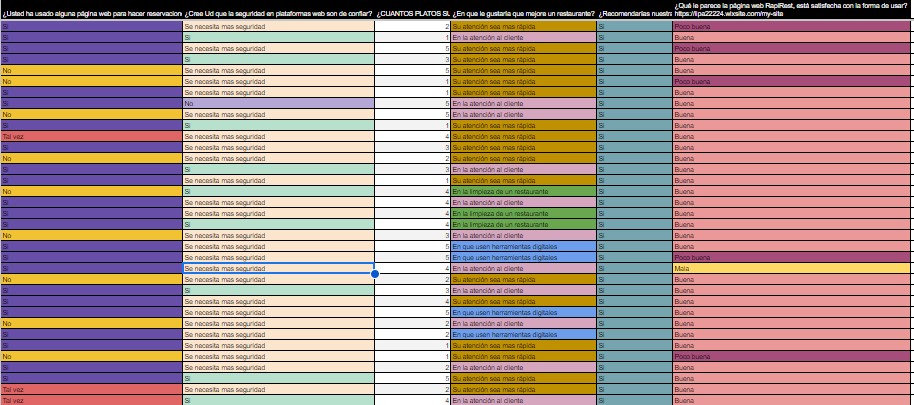 ¿Qué le parece la página web RapiRest, está satisfecha con la forma de usar?
¿Usted ha usado alguna página web para hacer reservacion ¿Cree Ud que la seguridad en plataformas web son de confiar? ¿CUANTOS PLATOS SU ¿En que le gustaria que mejore un restaurante? ¿Recomendarías nuestra https://lipa22224.wixsite.com/my-site
Si Se necesita mas seguridad 2 Su atención sea mas rápida Si Poco buena
Si Si 1 Su atención sea mas rápida Si Buena
Si Se necesita mas seguridad 5 Su atención sea mas rápida Si Poco buena
Si Si 3 Su atención sea mas rápida Si Buena
No Se necesita mas seguridad 5 Su atención sea mas rápida Si Buena
No Se necesita mas seguridad 1 Su atención sea mas rápida Si Poco buena
Si Se necesita mas seguridad 1 Su atención sea mas rápida Si Buena
Si No 5 En la atención al cliente Si Buena
No Se necesita mas seguridad 5 En la atención al cliente Si Buena
Si Si 1 Su atención sea mas rápida Si Buena
Tal vez Se necesita mas seguridad 4 Su atención sea mas rápida Si Buena
Si Se necesita mas seguridad 3 Su atención sea mas rápida Si Buena
No Se necesita mas seguridad 2 Su atención sea mas rápida Si Buena
Si Si 3 En la atención al cliente Si Buena
Si Se necesita mas seguridad 1 Su atención sea mas rápida Si Buena
No Si 4 En la limpieza de un restaurante Si Buena
Si Se necesita mas seguridad 4 En la atención al cliente Si Buena
Si Se necesita mas seguridad 4 En la limpieza de un restaurante Si Buena
Si Si 4 En la limpieza de un restaurante Si Buena
No Se necesita mas seguridad 3 En la atención al cliente Si Buena
Si Se necesita mas seguridad 5 En que usen herramientas digitales Si Buena
Si Se necesita mas seguridad 5 En que usen herramientas digitales Si Poco buena
Si Se necesita mas seguridad 4 En la atención al cliente Si Mala
No Se necesita mas seguridad 2 Su atención sea mas rápida Si Buena
Si Si 3 En la atención al cliente Si Buena
Si Se necesita mas seguridad 4 Su atención sea mas rápida Si Buena
Si Se necesita mas seguridad 5 En que usen herramientas digitales Si Buena
No Se necesita mas seguridad 2 En la atención al cliente Si Buena
Si Se necesita mas seguridad 2 En que usen herramientas digitales Si Buena
Si Se necesita mas seguridad 1 Su atención sea mas rápida Si Buena
No Se necesita mas seguridad 1 Su atención sea mas rápida Si Poco buena
Si Se necesita mas seguridad 2 En la atención al cliente Si Buena
Si Si 5 Su atención sea mas rápida Si Buena
Tal vez Se necesita mas seguridad 2 Su atención sea mas rápida Si Buena
Tal vez Si 4 En la atención al cliente Si Buena